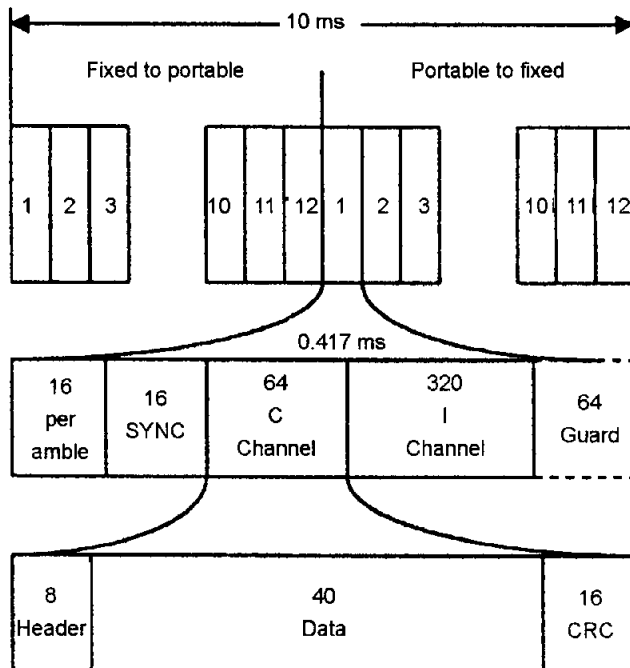 10 ms
Fixed to portable
Portable to fixed
1 2 3 10 11 12 1 2 3 10 11 12
0.417 ms
16
per
amble
16
SYNC
64
C
Channel
320
I
Channel
64
Guard
8
Header
40
Data
16
CRC